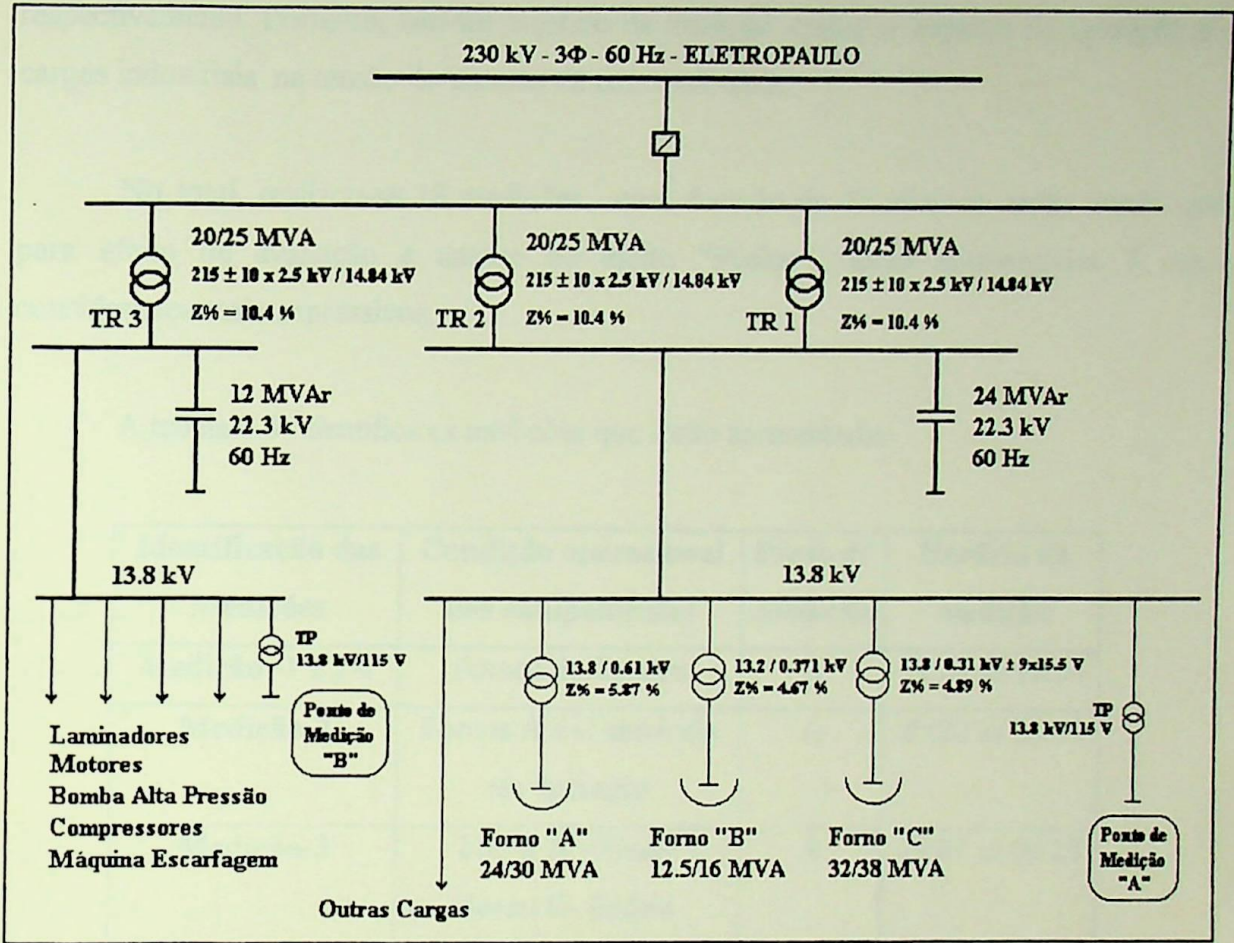 230 kV - 3Φ - 60 Hz - ELETROPAULO
20/25 MVA
215 ± 10 x 2.5 kV / 14.84 kV
Z% = 10.4 %
TR 3
20/25 MVA
215 ± 10 x 2.5 kV / 14.84 kV
Z% = 10.4 %
TR 2
20/25 MVA
215 ± 10 x 2.5 kV / 14.84 kV
Z% = 10.4 %
TR 1
12 MVAr
22.3 kV
60 Hz
24 MVAr
22.3 kV
60 Hz
13.8 kV
13.8 kV
TP
13.8 kV/115 V
Ponto de
Medição
"B"
13.8 / 0.61 kV
Z% = 5.87 %
13.2 / 0.371 kV
Z% = 4.67 %
13.8 / 0.31 kV ± 9x15.5 V
Z% = 4.89 %
TP
13.8 kV/115 V
Ponto de
Medição
"A"
Laminadores
Motores
Bomba Alta Pressão
Compressores
Máquina Escarfagem
Forno "A"
24/30 MVA
Forno "B"
12.5/16 MVA
Forno "C"
32/38 MVA
Outras Cargas